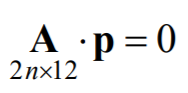 A · p = 0
2n×12